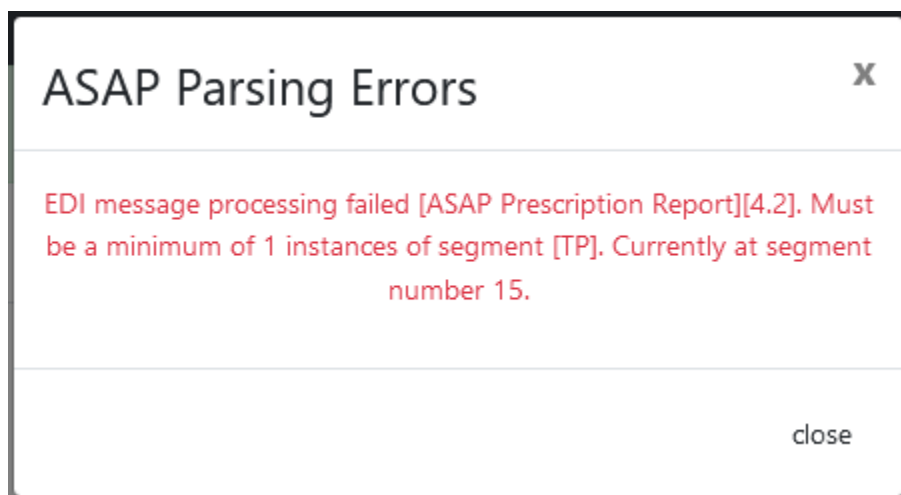 ASAP Parsing Errors
x
EDI message processing failed [ASAP Prescription Report][4.2]. Must
be a minimum of 1 instances of segment [TP]. Currently at segment
number 15.
close